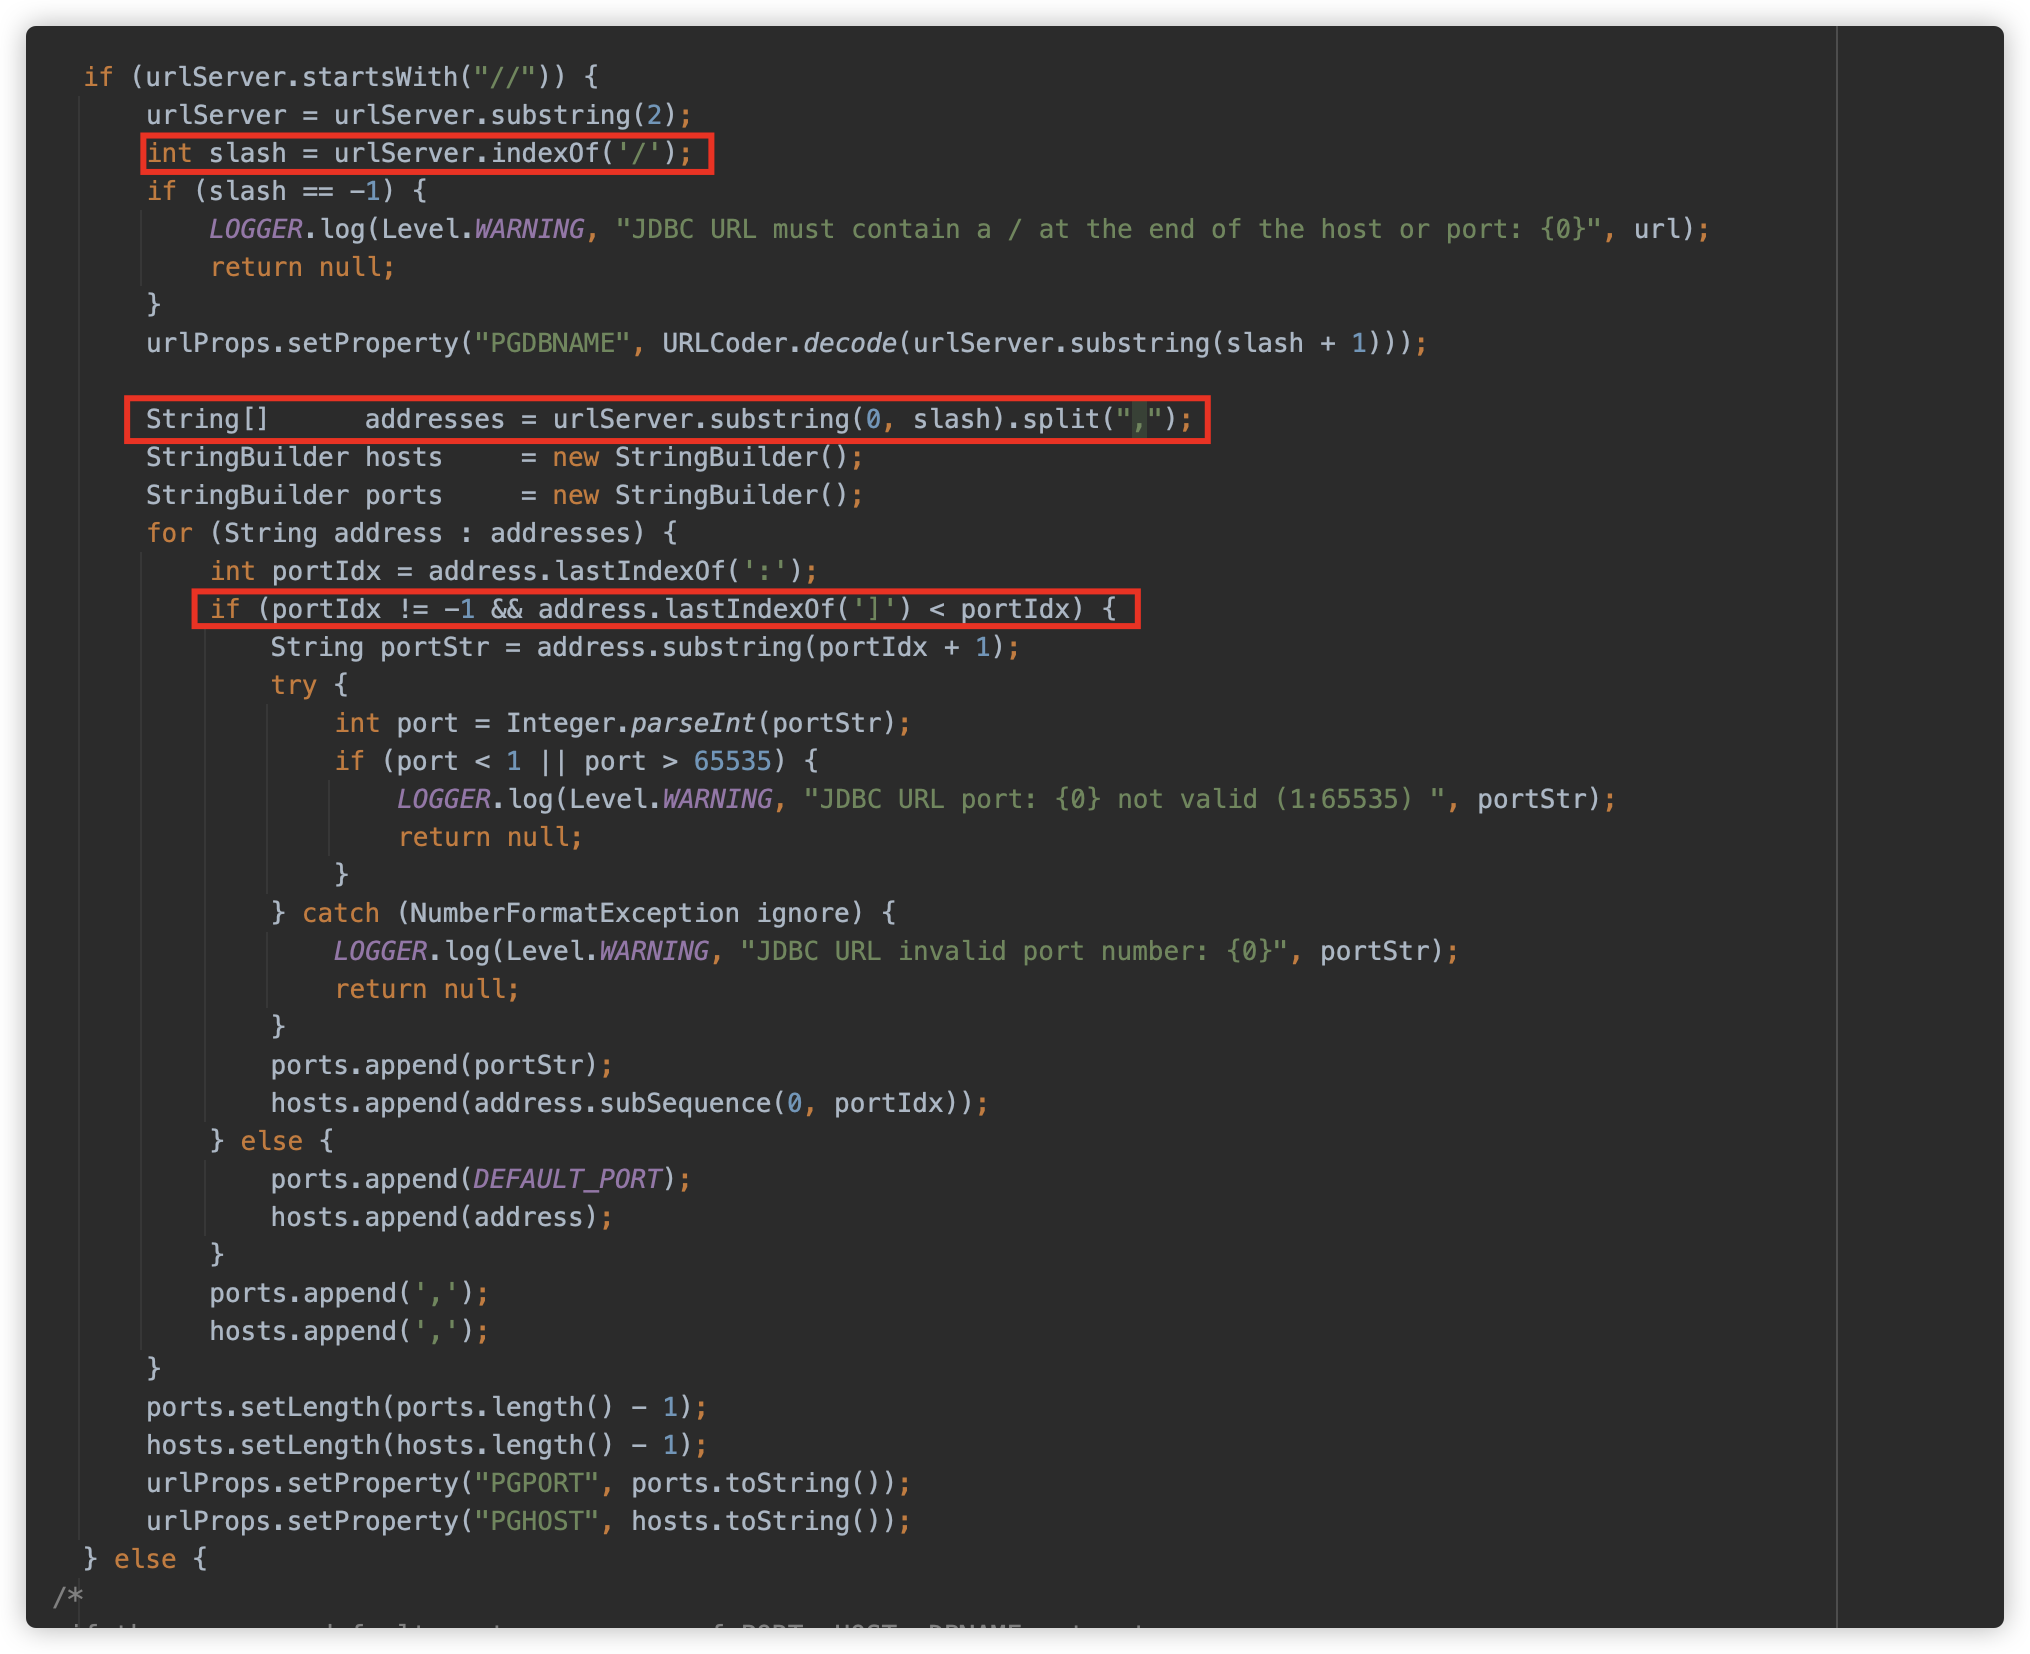 if (urlServer.startsWith("//")) {
urlServer = urlServer.substring(2);
int slash = urlServer.indexOf('/');
if (slash == -1) {
LOGGER.log(Level.WARNING, "JDBC URL must contain a / at the end of the host or port: {0}", url);
return null;
}
urlProps.setProperty("PGDBNAME", URLCoder.decode(urlServer.substring(slash + 1)));
String[]      addresses = urlServer.substring(0, slash).split(",");
StringBuilder hosts     = new StringBuilder();
StringBuilder ports     = new StringBuilder();
for (String address : addresses) {
int portIdx = address.lastIndexOf(':');
if (portIdx != -1 && address.lastIndexOf(']') < portIdx) {
String portStr = address.substring(portIdx + 1);
try {
int port = Integer.parseInt(portStr);
if (port < 1 || port > 65535) {
LOGGER.log(Level.WARNING, "JDBC URL port: {0} not valid (1:65535) ", portStr);
return null;
}
} catch (NumberFormatException ignore) {
LOGGER.log(Level.WARNING, "JDBC URL invalid port number: {0}", portStr);
return null;
}
ports.append(portStr);
hosts.append(address.subSequence(0, portIdx));
} else {
ports.append(DEFAULT_PORT);
hosts.append(address);
}
ports.append(',');
hosts.append(',');
}
ports.setLength(ports.length() - 1);
hosts.setLength(hosts.length() - 1);
urlProps.setProperty("PGPORT", ports.toString());
urlProps.setProperty("PGHOST", hosts.toString());
} else {
/*